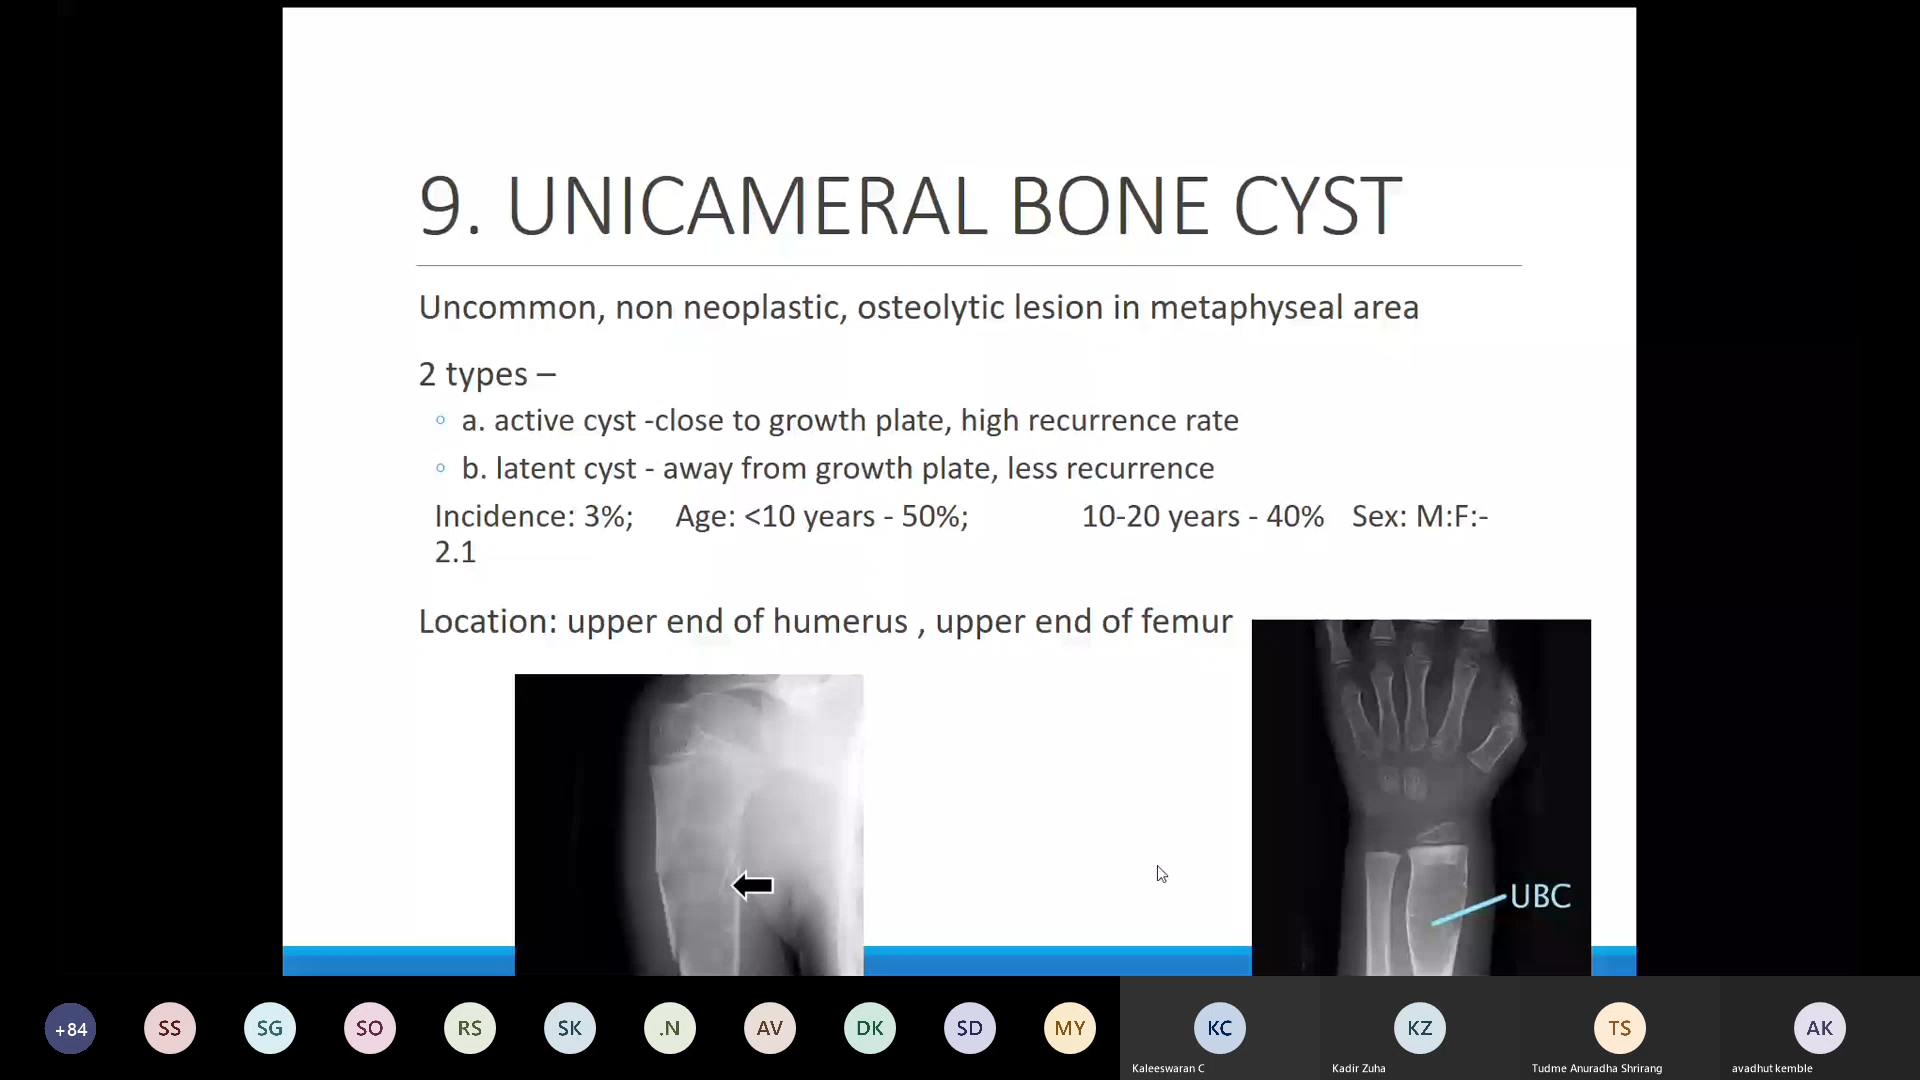 9. UNICAMERAL BONE CYST
Uncommon, non neoplastic, osteolytic lesion in metaphyseal area
2 types –
a. active cyst -close to growth plate, high recurrence rate
b. latent cyst - away from growth plate, less recurrence
Incidence: 3%; Age: <10 years - 50%; 10-20 years - 40% Sex: M:F:-
2.1
Location: upper end of humerus , upper end of femur
UBC
+84 SS SG SO RS SK .N AV DK SD MY KC KZ TS AK
Kaleeswaran C Kadir Zuha Tudme Anuradha Shrirang avadhut kemble